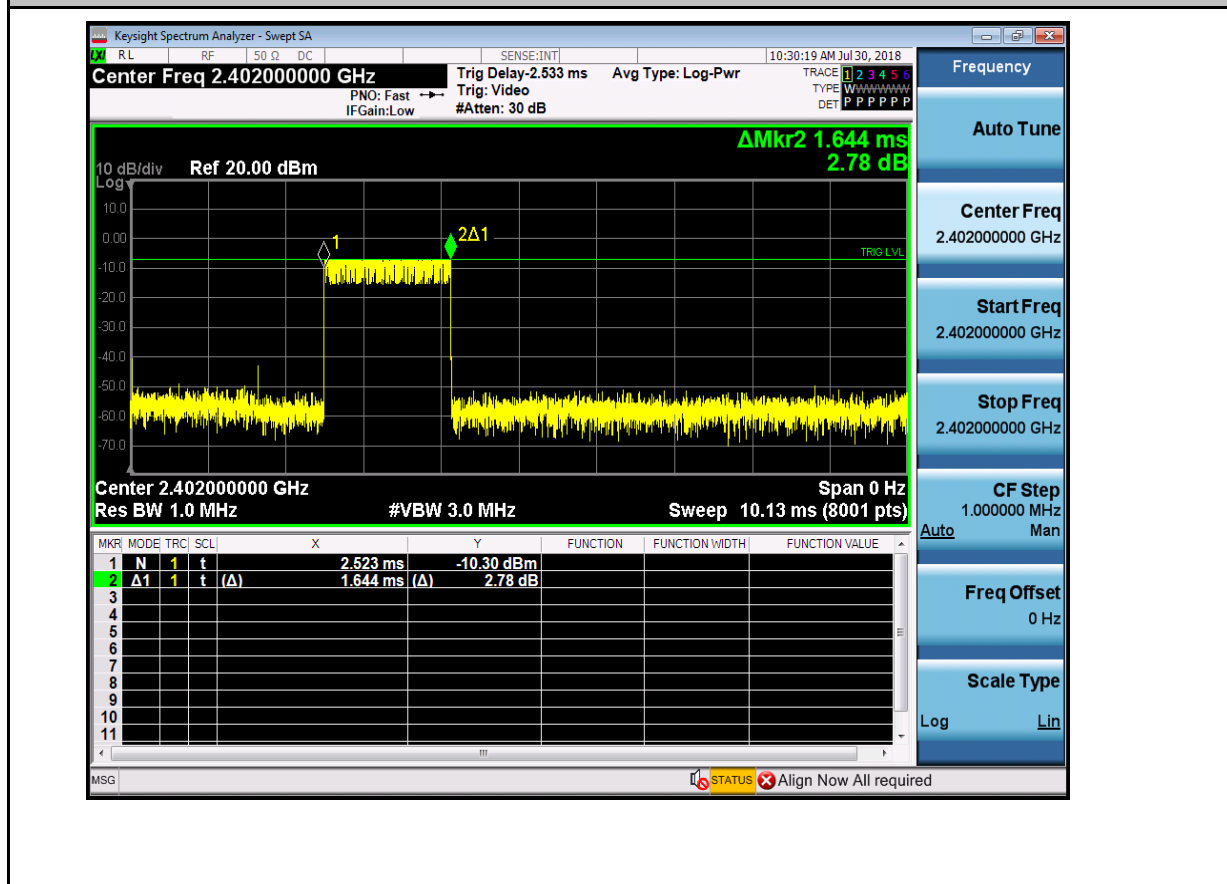 Keysight Spectrum Analyzer - Swept SA
LXI RL RF 50 Ω DC SENSE:INT 10:30:19 AM Jul 30, 2018
Center Freq 2.402000000 GHz
PNO: Fast
IFGain:Low
Trig Delay-2.533 ms
Trig: Video
#Atten: 30 dB
Avg Type: Log-Pwr
TRACE 1 2 3 4 5 6
TYPE WWWWWW
DET P P P P P P
ΔMkr2 1.644 ms
2.78 dB
10 dB/div Ref 20.00 dBm
Log
10.0
0.00
-10.0
-20.0
-30.0
-40.0
-50.0
-60.0
-70.0
1
2Δ1
TRIG LVL
Center 2.402000000 GHz Span 0 Hz
Res BW 1.0 MHz #VBW 3.0 MHz Sweep 10.13 ms (8001 pts)
MKR MODE TRC SCL X Y FUNCTION FUNCTION WIDTH FUNCTION VALUE
1 N 1 t 2.523 ms -10.30 dBm
2 Δ1 1 t (Δ) 1.644 ms (Δ) 2.78 dB
3
4
5
6
7
8
9
10
11
MSG STATUS Align Now All required
Frequency
Auto Tune
Center Freq
2.402000000 GHz
Start Freq
2.402000000 GHz
Stop Freq
2.402000000 GHz
CF Step
1.000000 MHz
Auto Man
Freq Offset
0 Hz
Scale Type
Log Lin